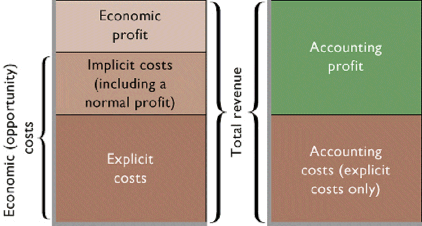 Economic
profit
Implicit costs
(including a
normal profit)
Explicit
costs
Economic (opportunity)
costs
Total revenue
Accounting
profit
Accounting
costs (explicit
costs only)